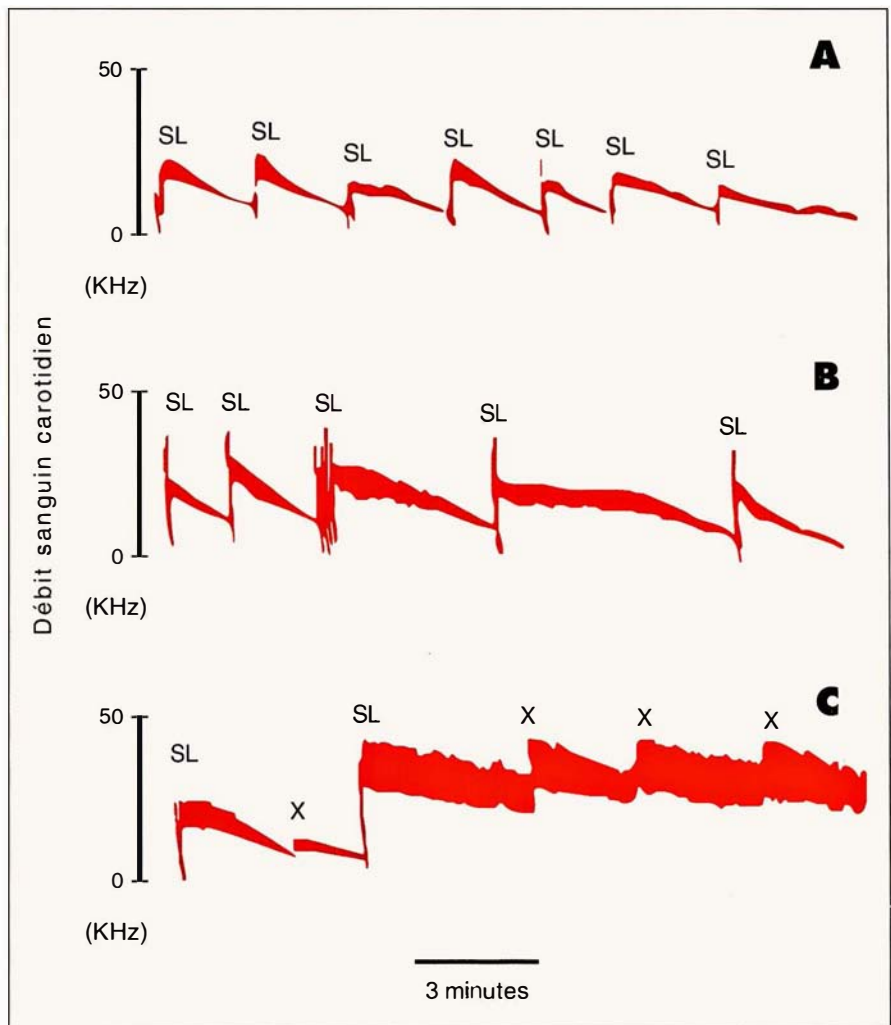 A
50
SL SL SL SL SL SL SL
0
(KHz)
Débit sanguin carotidien
B
50
SL SL SL SL SL
0
(KHz)
C
50
SL X SL X X X
0
(KHz)
3 minutes